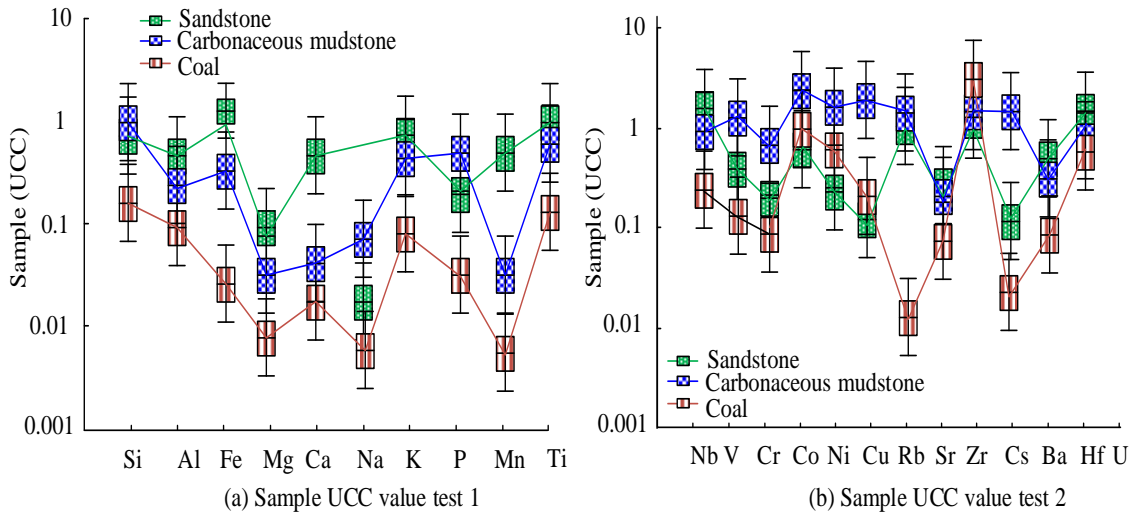 10
1
0.1
0.01
0.001
Sample (UCC)
Sandstone
Carbonaceous mudstone
Coal
Si Al Fe Mg Ca Na K P Mn Ti
(a) Sample UCC value test 1
10
1
0.1
0.01
0.001
Sample (UCC)
Sandstone
Carbonaceous mudstone
Coal
Nb V Cr Co Ni Cu Rb Sr Zr Cs Ba Hf U
(b) Sample UCC value test 2